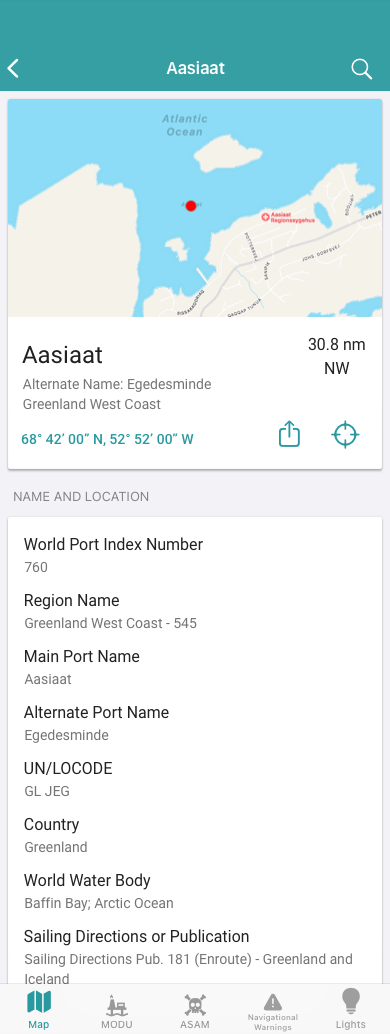 Aasiaat
Atlantic
Ocean
Aasiaat
Regionssygehus
JOHS. DORFSVEJ
Aasiaat
30.8 nm
NW
Alternate Name: Egedesminde
Greenland West Coast
68° 42’ 00” N, 52° 52’ 00” W
NAME AND LOCATION
World Port Index Number
760
Region Name
Greenland West Coast - 545
Main Port Name
Aasiaat
Alternate Port Name
Egedesminde
UN/LOCODE
GL JEG
Country
Greenland
World Water Body
Baffin Bay; Arctic Ocean
Sailing Directions or Publication
Sailing Directions Pub. 181 (Enroute) - Greenland and
Iceland
Map
MODU
ASAM
Navigational
Warnings
Lights